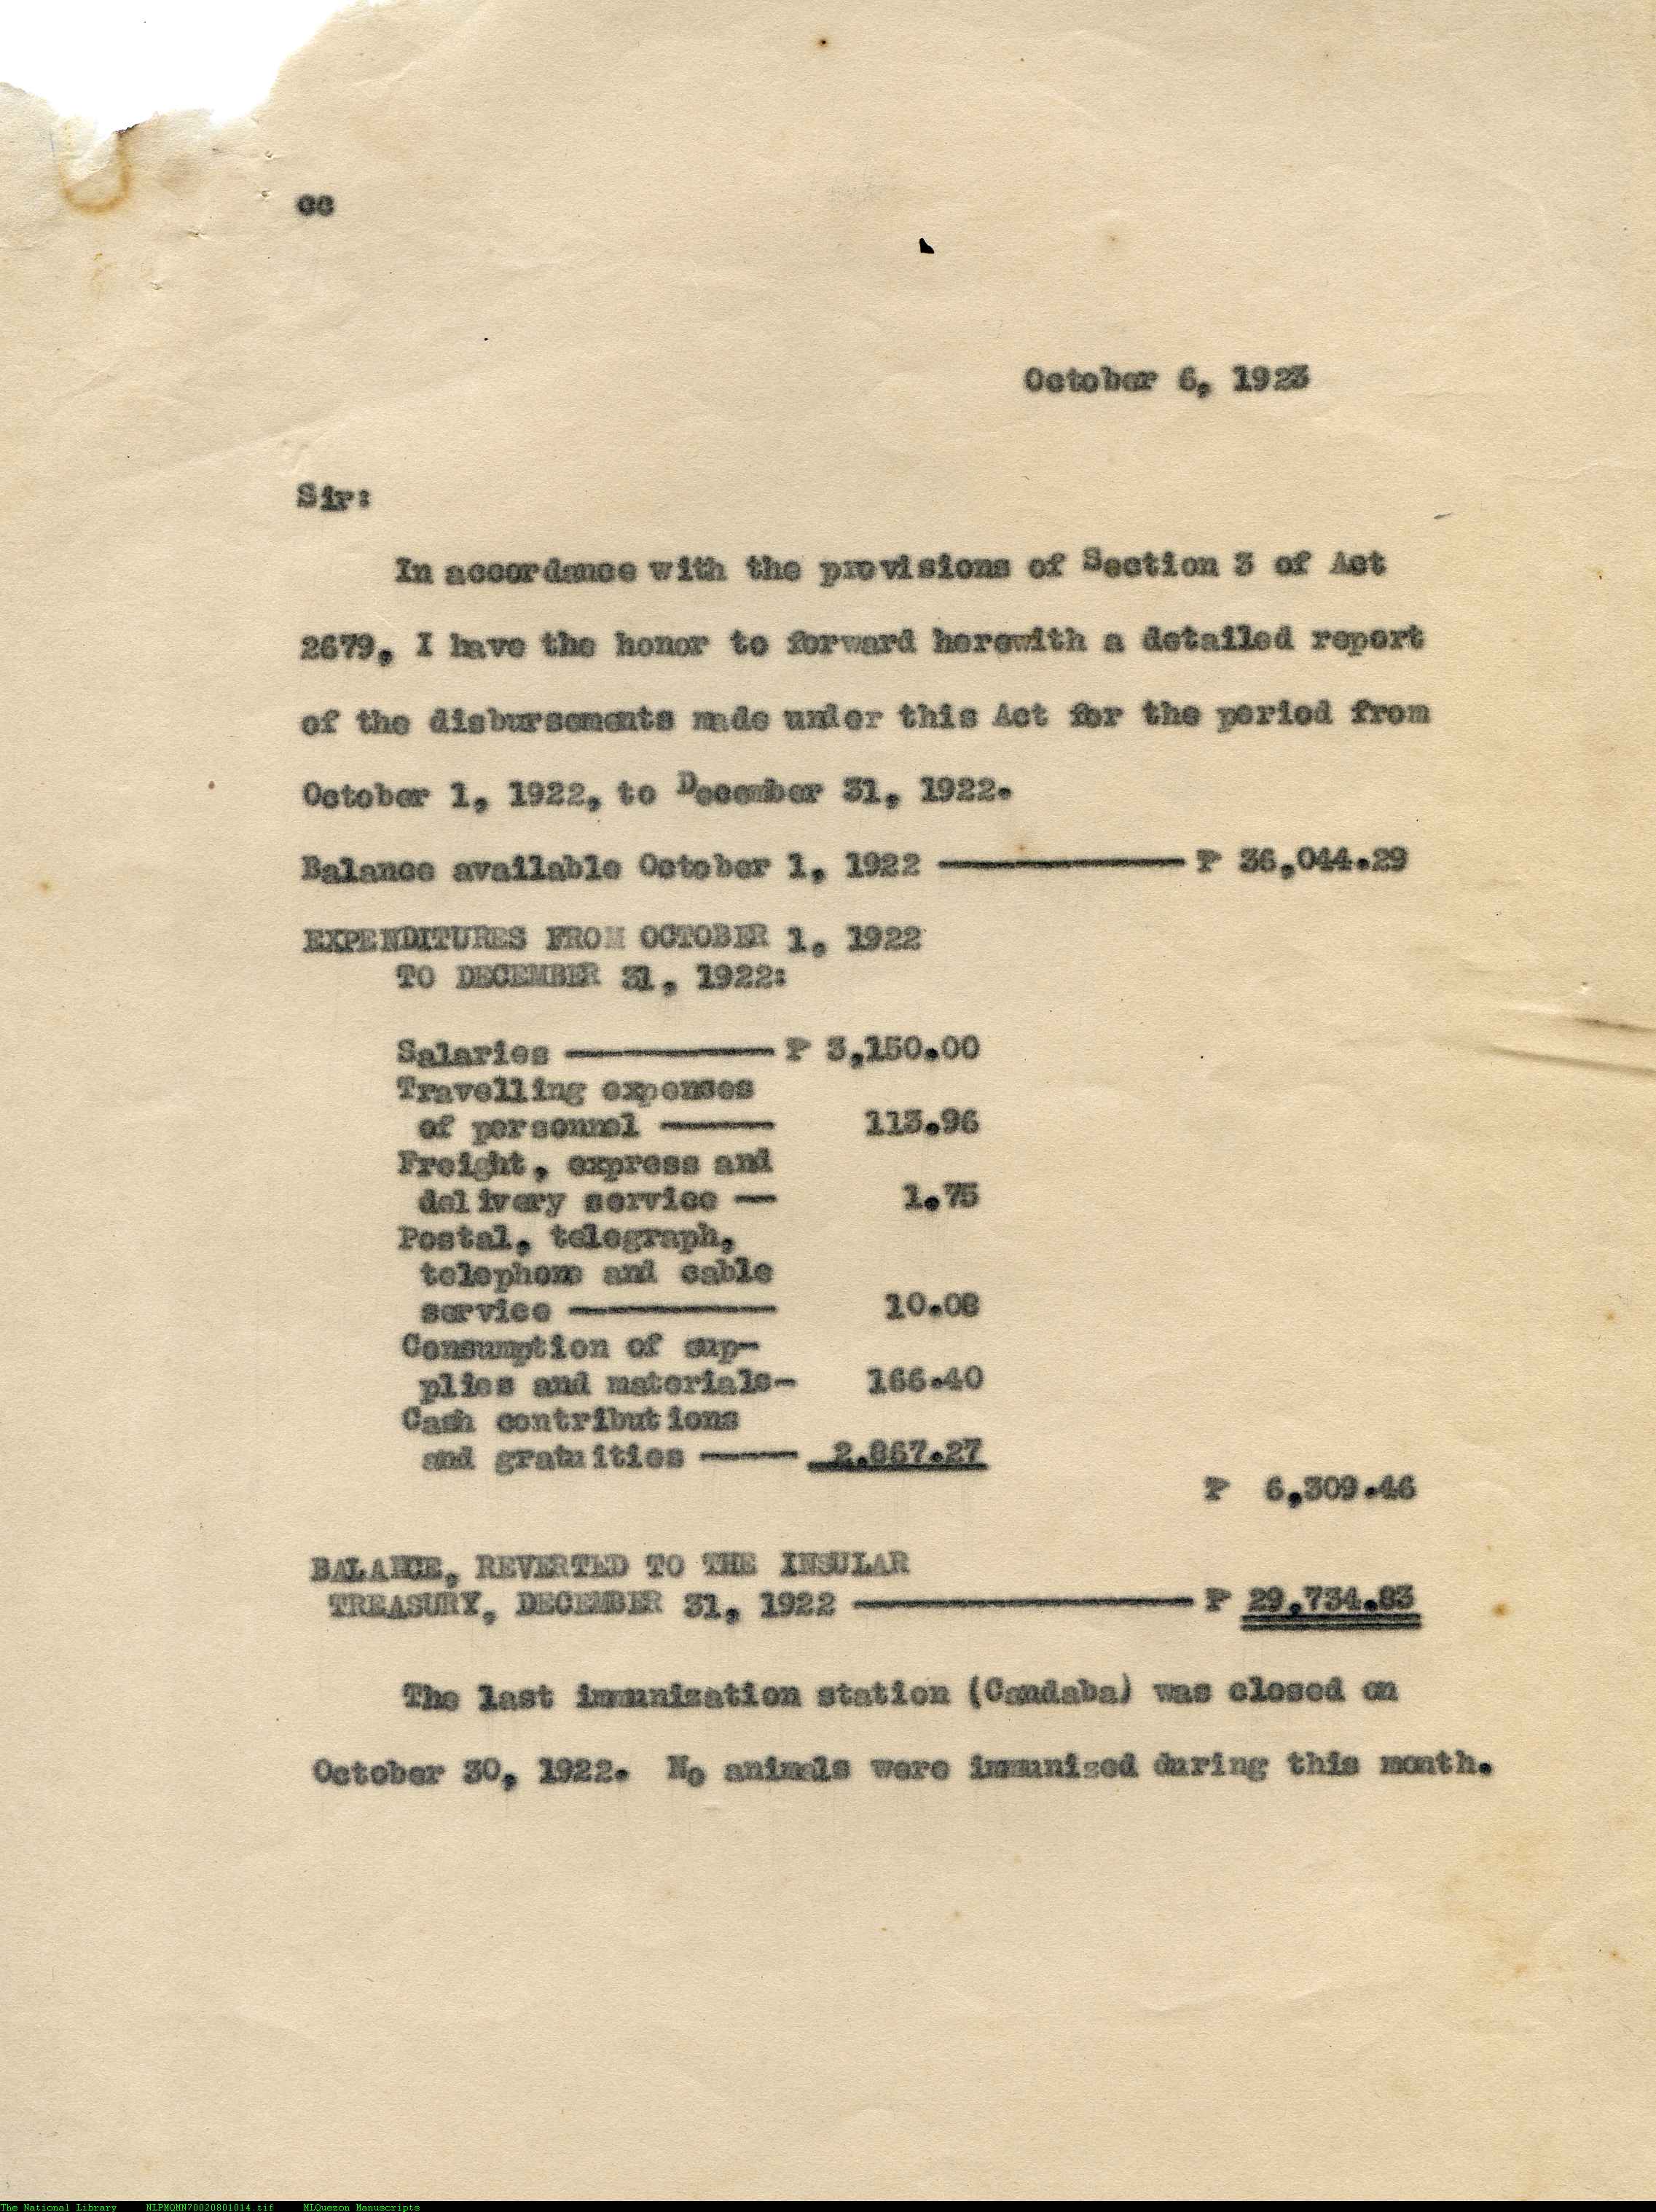 cc
October 6, 1923
Sir:
In accordance with the provisions of Section 3 of Act
2679, I have the honor to forward herewith a detailed report
of the disbursements made under this Act for the period from
October 1, 1922, to December 31, 1922.
Balance available October 1, 1922 ———— ₱ 36,044.29
EXPENDITURES FROM OCTOBER 1, 1922
TO DECEMBER 31, 1922:
Salaries ———— ₱ 3,150.00
Travelling expenses
of personnel ——— 113.96
Freight, express and
delivery service — 1.75
Postal, telegraph,
telephone and cable
service ———— 10.08
Consumption of sup-
plies and materials- 166.40
Cash contributions
and gratuities ——— 2,867.27
₱ 6,309.46
BALANCE, REVERTED TO THE INSULAR
TREASURY, DECEMBER 31, 1922 ———— ₱ 29,734.83
The last immunization station (Candaba) was closed on
October 30, 1922. No animals were immunized during this month.
The National Library NLPMQMN70020801014.tif MLQuezon Manuscripts